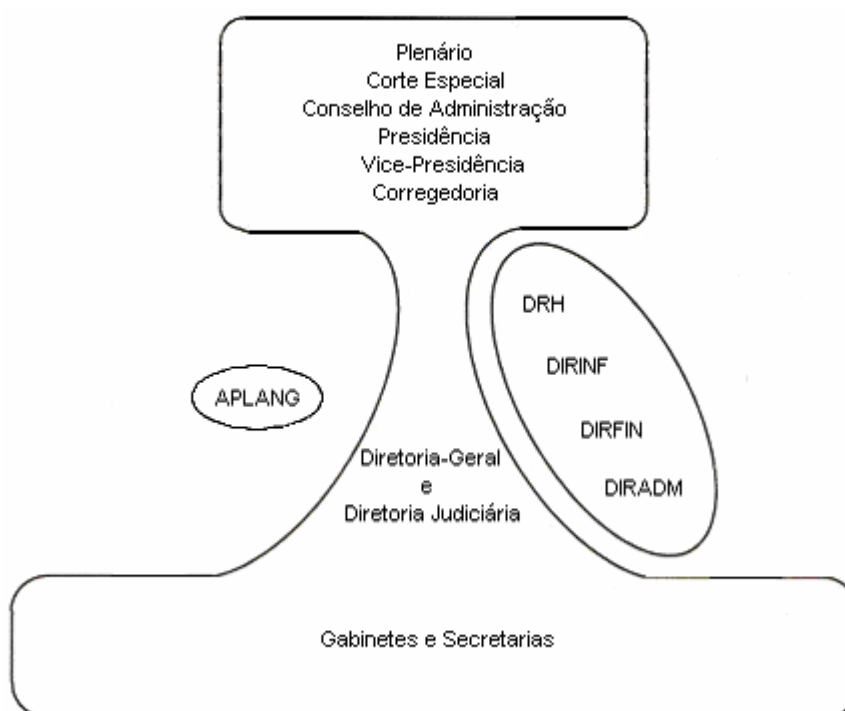 Plenário
Corte Especial
Conselho de Administração
Presidência
Vice-Presidência
Corregedoria
DRH
DIRINF
APLANG
DIRFIN
Diretoria-Geral
e
Diretoria Judiciária
DIRADM
Gabinetes e Secretarias